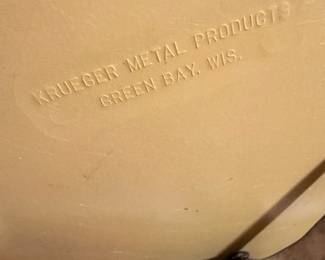 KRUEGER METAL PRODUCTS
GREEN BAY, WIS.